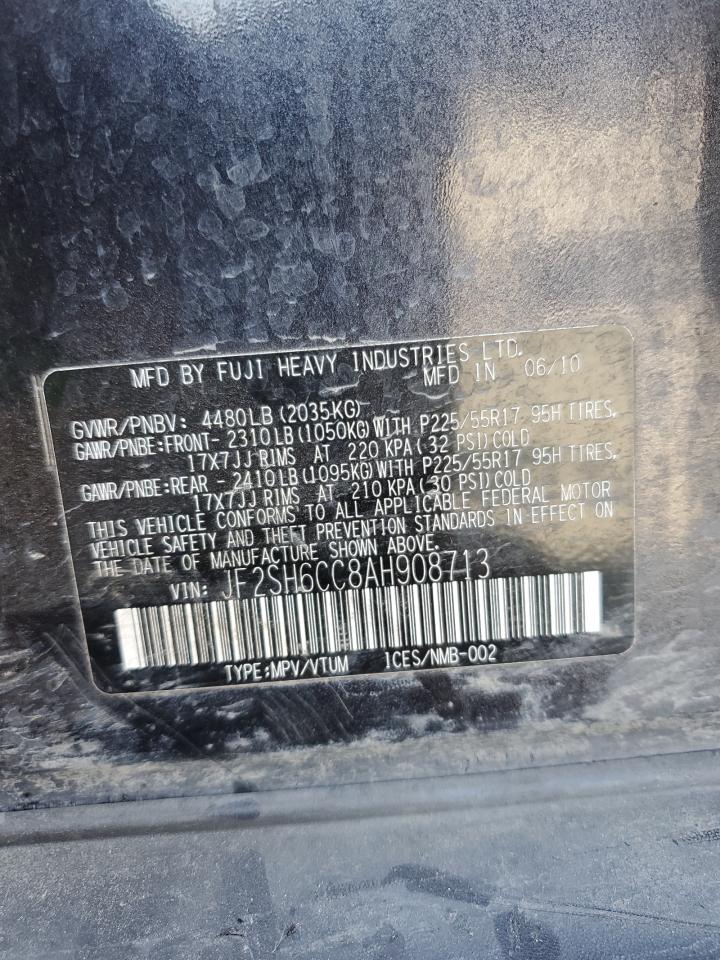 MFD BY FUJI HEAVY INDUSTRIES LTD.
MFD IN 06/10
GVWR/PNBV: 4480LB(2035KG)
GAWR/PNBE:FRONT- 2310LB(1050KG)WITH P225/55R17 95H TIRES,
17X7JJ RIMS AT 220 KPA(32 PSI)COLD
GAWR/PNBE:REAR - 2410LB(1095KG)WITH P225/55R17 95H TIRES,
17X7JJ RIMS AT 210 KPA(30 PSI)COLD
THIS VEHICLE CONFORMS TO ALL APPLICABLE FEDERAL MOTOR
VEHICLE SAFETY AND THEFT PREVENTION STANDARDS IN EFFECT ON
THE DATE OF MANUFACTURE SHOWN ABOVE.
VIN: JF2SH6CC8AH908713
TYPE:MPV/VTUM ICES/NMB-002